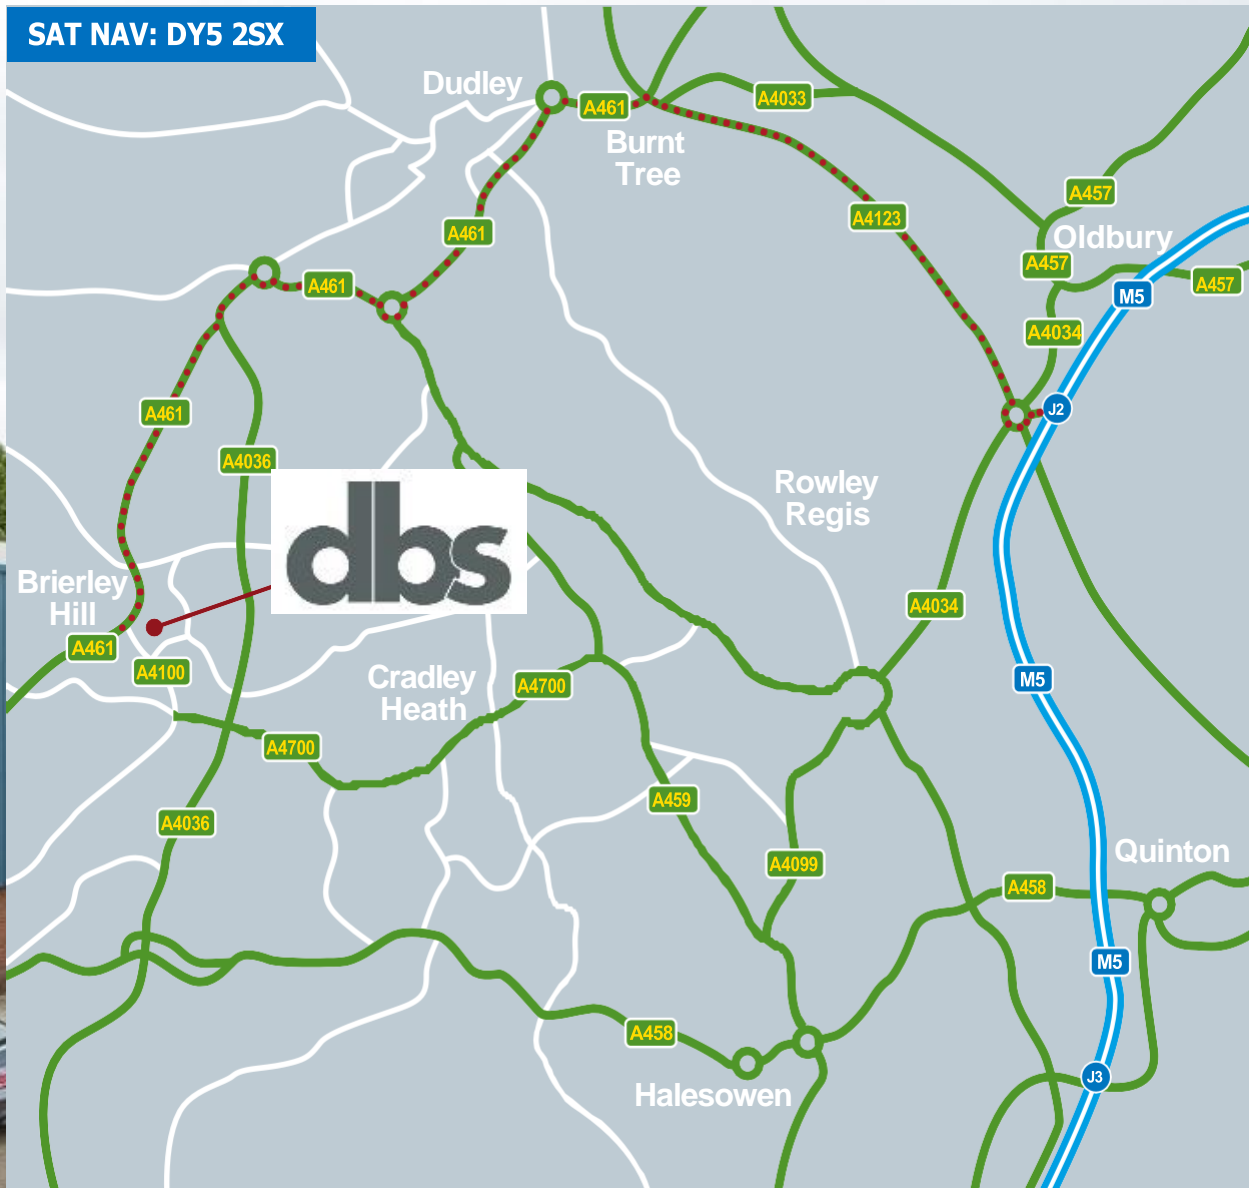 SAT NAV: DY5 2SX
Dudley
A461
A4033
Burnt
Tree
A457
A4123
A461
Oldbury
A457
A457
A461
M5
A4034
A461
J2
A4036
Rowley
Regis
dbs
Brierley
Hill
A4034
A461
A4100
Cradley
Heath
A4700
M5
A4700
A459
A4036
Quinton
A4099
A458
M5
A458
J3
Halesowen